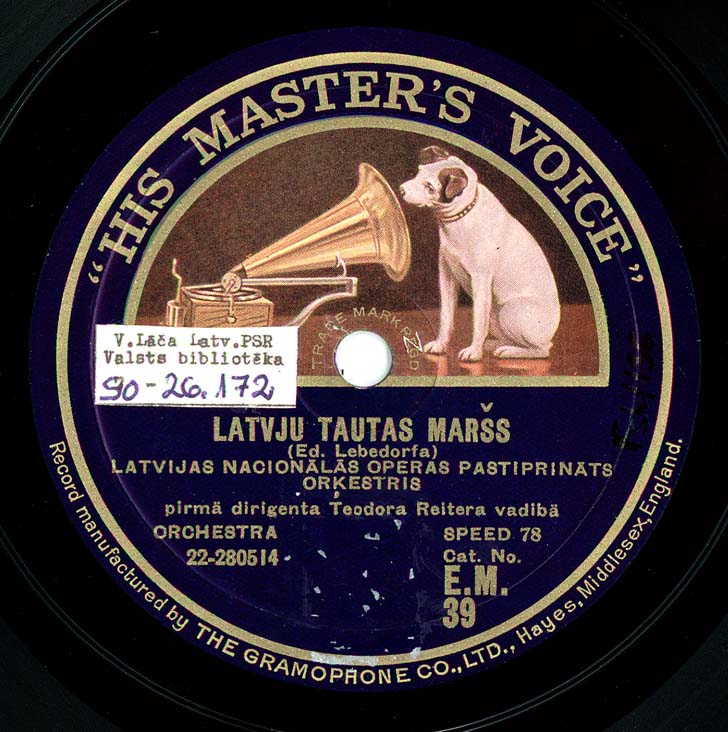 "HIS MASTER'S VOICE"
TRADE MARK REGD
V.Lāča Latv.PSR
Valsts bibliotēka
90-26.172
LATVJU TAUTAS MARŠS
(Ed. Lebedorfa)
LATVIJAS NACIONĀLĀS OPERAS PASTIPRINĀTS
ORĶESTRIS
pirmā dirigenta Teodora Reitera vadibā
ORCHESTRA
SPEED 78
22-280514
Cat. No.
E.M.
39
Record manufactured by THE GRAMOPHONE CO., LTD., Hayes, Middlesex, England.